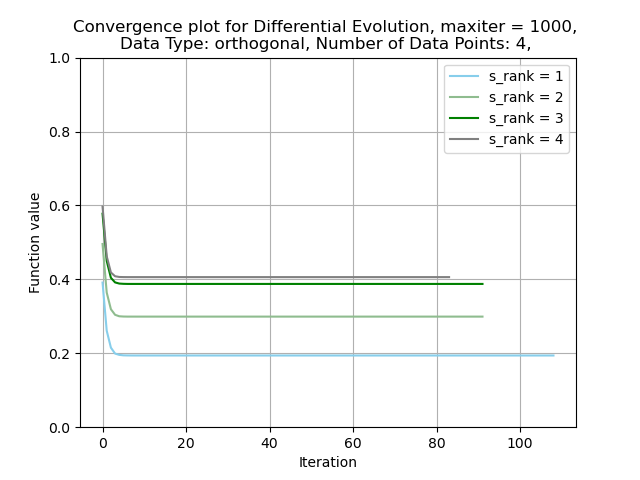 Convergence plot for Differential Evolution, maxiter = 1000,
Data Type: orthogonal, Number of Data Points: 4,
1.0
0.8
0.6
0.4
0.2
0.0
Function value
s_rank = 1
s_rank = 2
s_rank = 3
s_rank = 4
0 20 40 60 80 100
Iteration